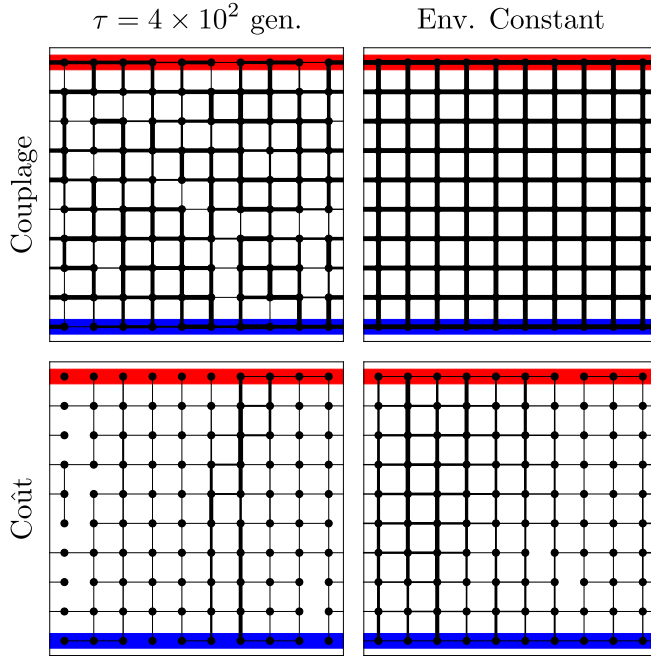 τ = 4 × 10² gen.
Env. Constant
Couplage
Coût